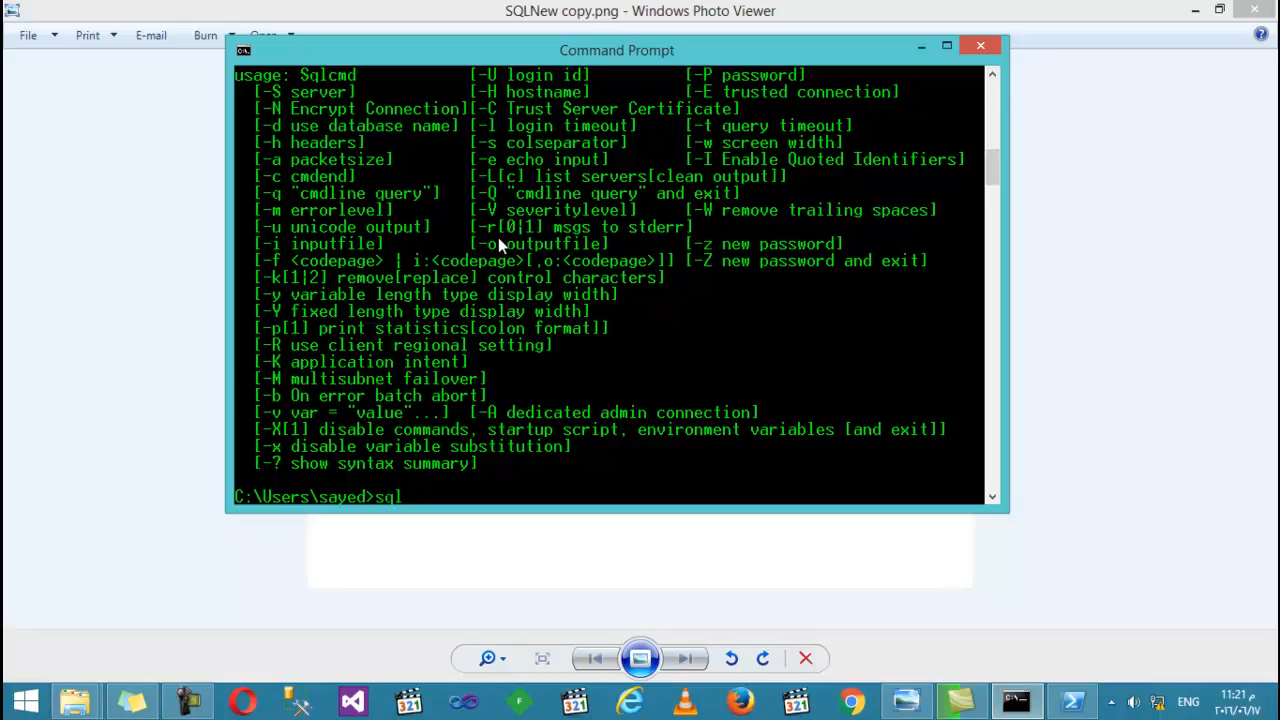 SQLNew copy.png - Windows Photo Viewer
File Print E-mail Burn Open
Command Prompt
usage: Sqlcmd [-U login id] [-P password]
[-S server] [-H hostname] [-E trusted connection]
[-N Encrypt Connection][-C Trust Server Certificate]
[-d use database name] [-l login timeout] [-t query timeout]
[-h headers] [-s colseparator] [-w screen width]
[-a packetsize] [-e echo input] [-I Enable Quoted Identifiers]
[-c cmdend] [-L[c] list servers[clean output]]
[-q "cmdline query"] [-Q "cmdline query" and exit]
[-m errorlevel] [-V severitylevel] [-W remove trailing spaces]
[-u unicode output] [-r[0|1] msgs to stderr]
[-i inputfile] [-o outputfile] [-z new password]
[-f <codepage> | i:<codepage>[,o:<codepage>]] [-Z new password and exit]
[-k[1|2] remove[replace] control characters]
[-y variable length type display width]
[-Y fixed length type display width]
[-p[1] print statistics[colon format]]
[-R use client regional setting]
[-K application intent]
[-M multisubnet failover]
[-b On error batch abort]
[-v var = "value"...] [-A dedicated admin connection]
[-X[1] disable commands, startup script, environment variables [and exit]]
[-x disable variable substitution]
[-? show syntax summary]
C:\Users\sayed>sql
321 F 321 321 ENG 11:21 م
٢٠١٦/٠٦/١٧